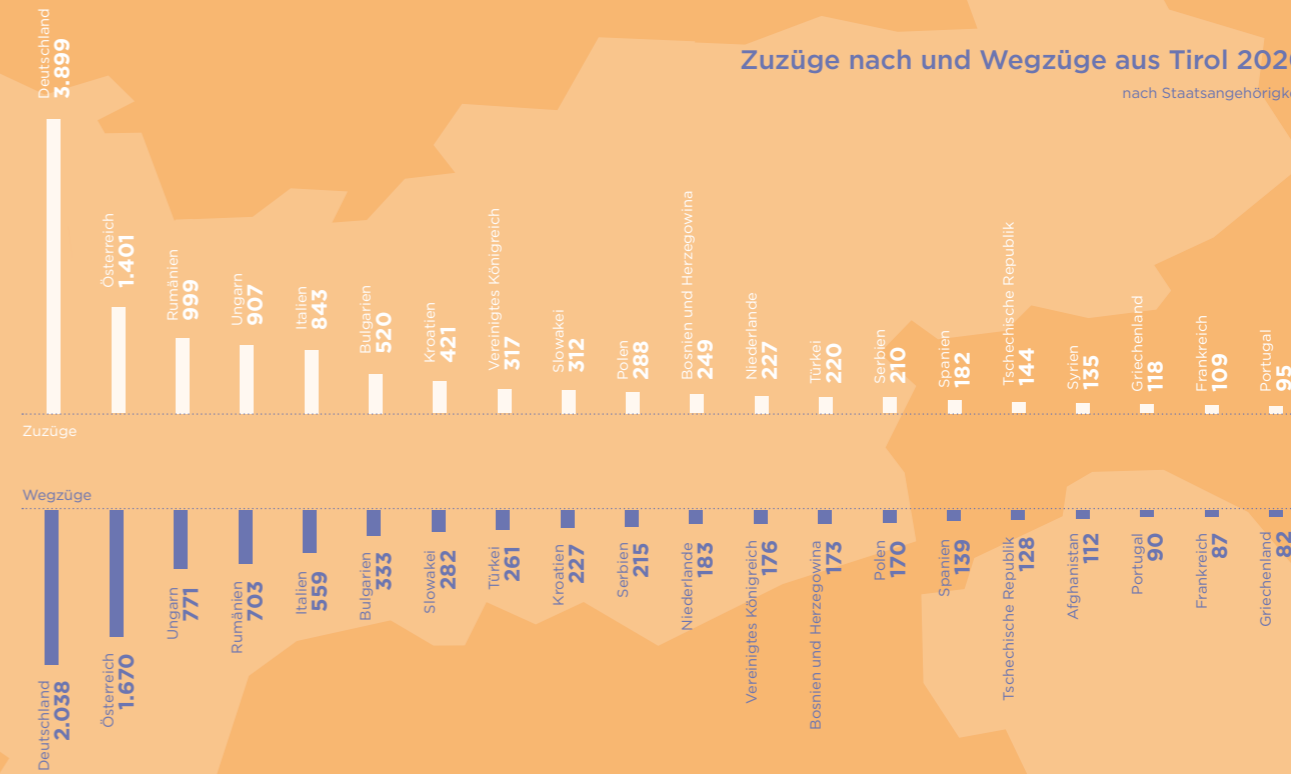 Zuzüge nach und Wegzüge aus Tirol 2020
nach Staatsangehörigke
Deutschland
3.899
Österreich
1.401
Rumänien
999
Ungarn
907
Italien
843
Bulgarien
520
Kroatien
421
Vereinigtes Königreich
317
Slowakei
312
Polen
288
Bosnien und Herzegowina
249
Niederlande
227
Türkei
220
Serbien
210
Spanien
182
Tschechische Republik
144
Syrien
135
Griechenland
118
Frankreich
109
Portugal
95
Zuzüge
Wegzüge
Deutschland
2.038
Österreich
1.670
Ungarn
771
Rumänien
703
Italien
559
Bulgarien
333
Slowakei
282
Türkei
261
Kroatien
227
Serbien
215
Niederlande
183
Vereinigtes Königreich
176
Bosnien und Herzegowina
173
Polen
170
Spanien
139
Tschechische Republik
128
Afghanistan
112
Portugal
90
Frankreich
87
Griechenland
82